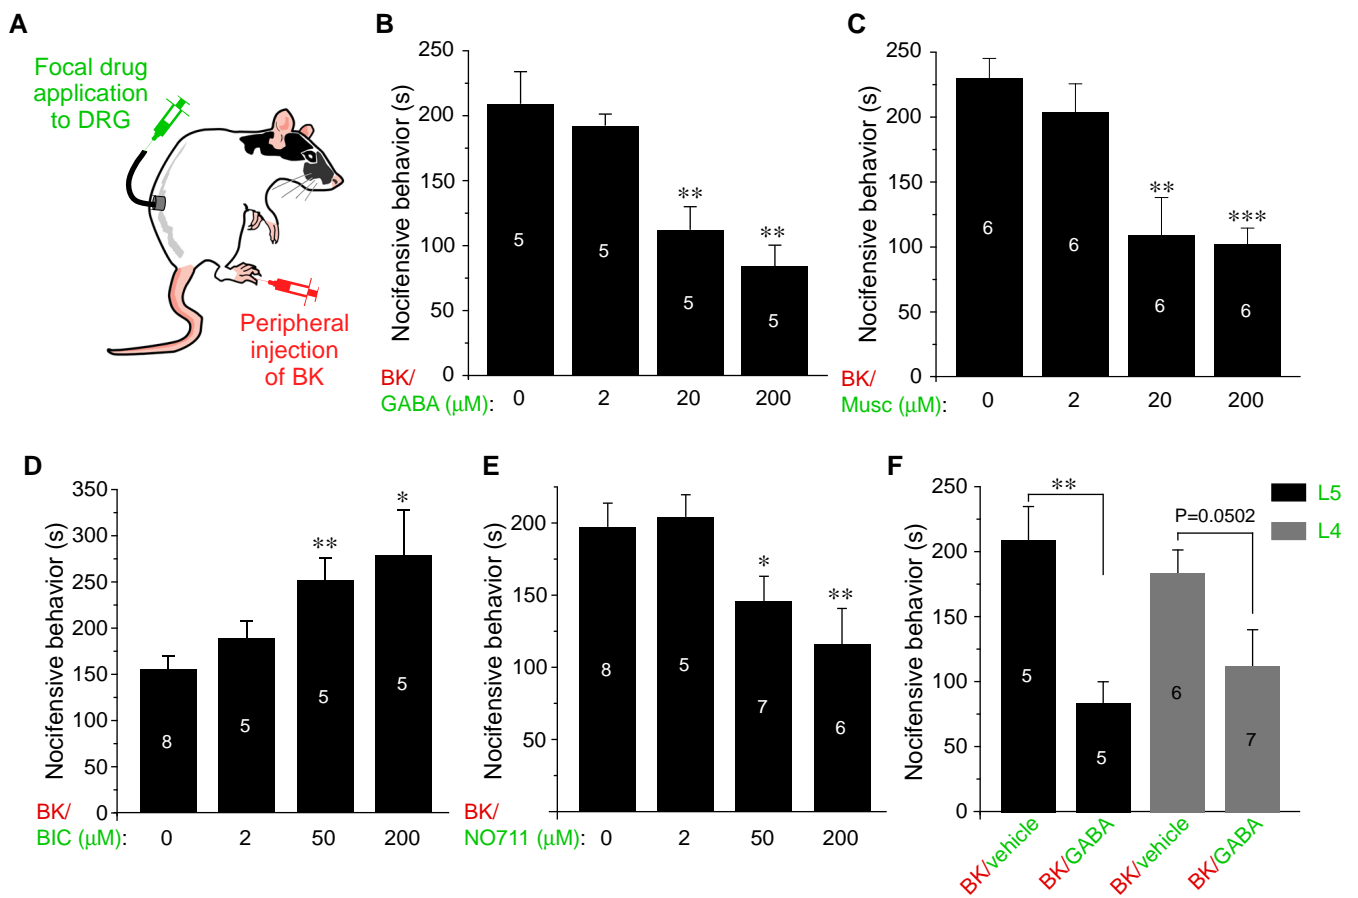 A
Focal drug
application
to DRG
Peripheral
injection
of BK
B
Nocifensive behavior (s)
250
200
150
100
50
0
5
5
5
5
**
**
BK/
GABA (μM): 0 2 20 200
C
Nocifensive behavior (s)
250
200
150
100
50
0
6
6
6
6
**
***
BK/
Musc (μM): 0 2 20 200
D
Nocifensive behavior (s)
350
300
250
200
150
100
50
0
8
5
5
5
**
*
BK/
BIC (μM): 0 2 50 200
E
Nocifensive behavior (s)
200
150
100
50
8
5
7
6
*
**
BK/
NO711 (μM): 0 2 50 200
F
Nocifensive behavior (s)
250
200
150
100
50
0
**
P=0.0502
5
5
6
7
L5
L4
BK/vehicle
BK/GABA
BK/vehicle
BK/GABA